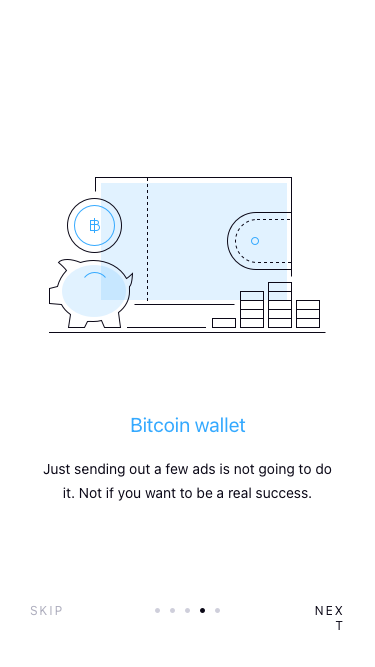 Bitcoin wallet
Just sending out a few ads is not going to do
it. Not if you want to be a real success.
SKIP
NEX
T